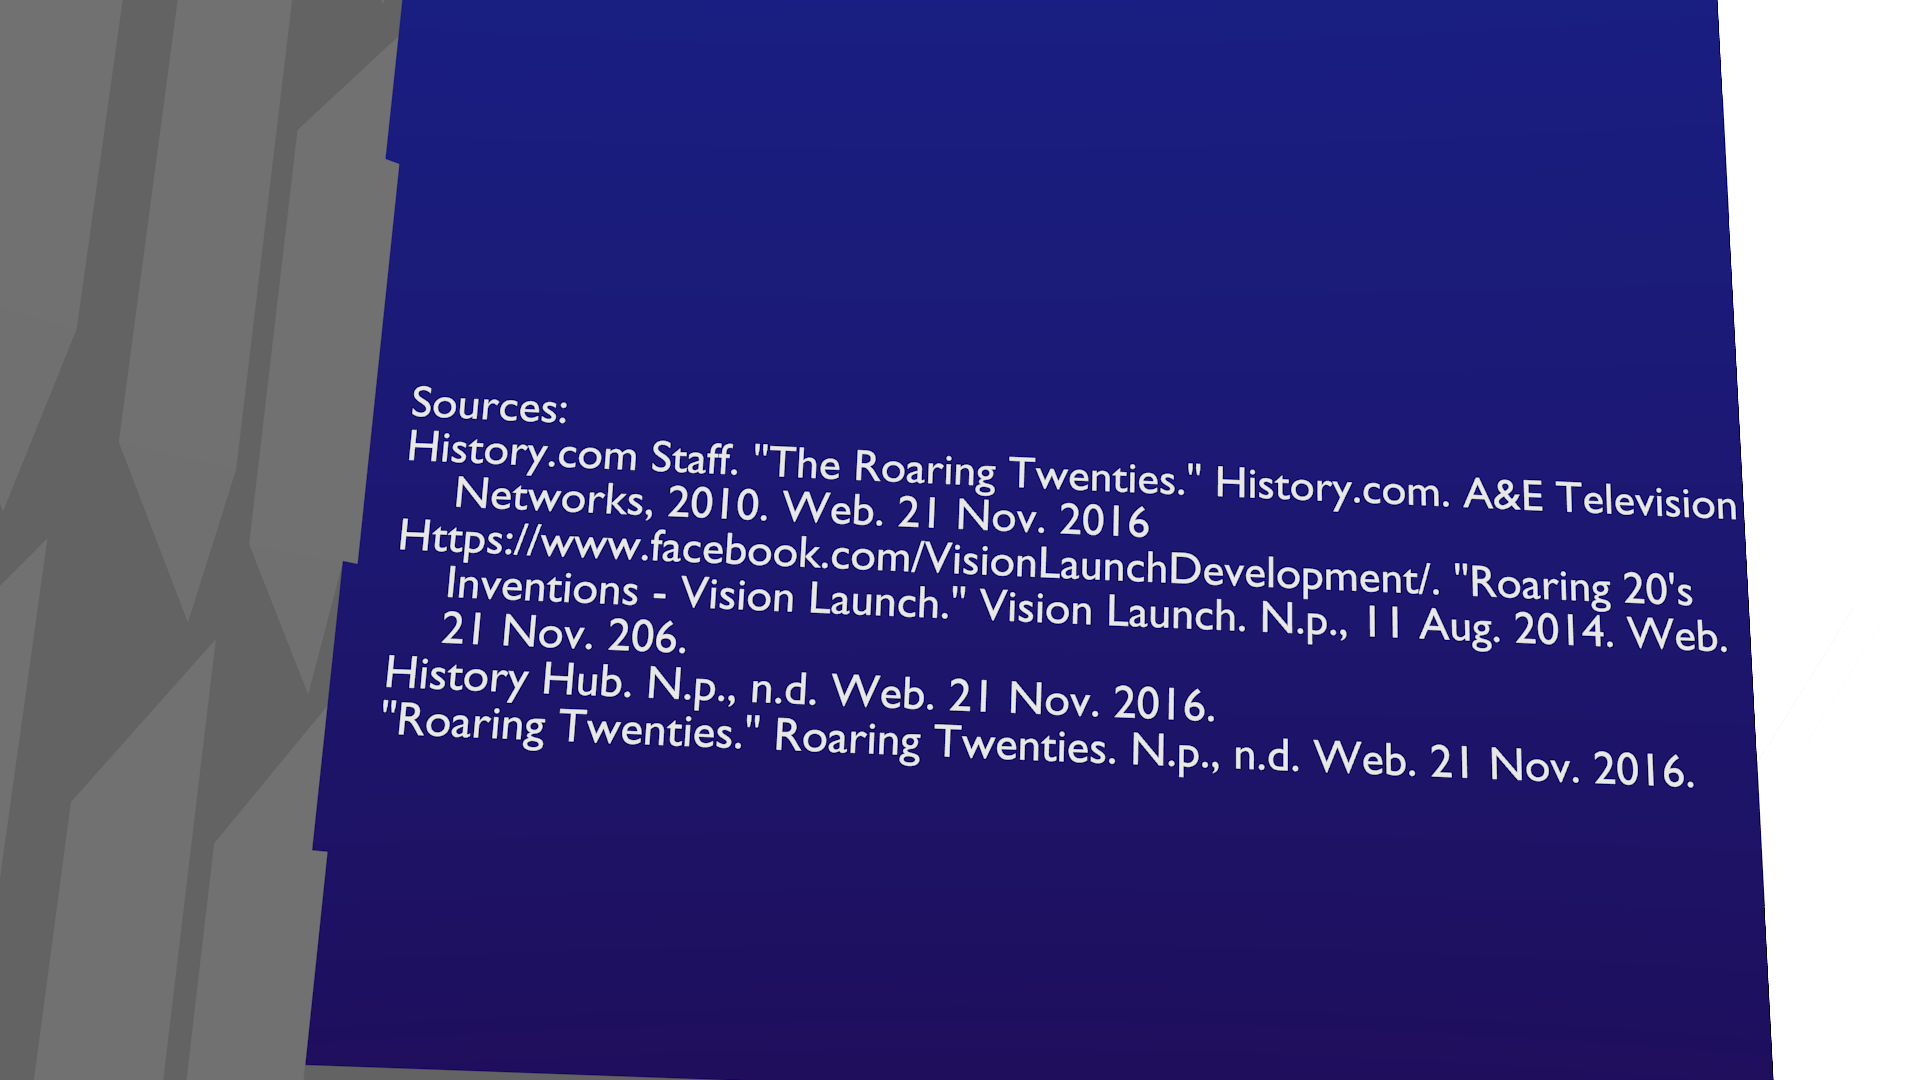 Sources:
History.com Staff. "The Roaring Twenties." History.com. A&E Television
Networks, 2010. Web. 21 Nov. 2016
Https://www.facebook.com/VisionLaunchDevelopment/. "Roaring 20's
Inventions - Vision Launch." Vision Launch. N.p., 11 Aug. 2014. Web.
21 Nov. 206.
History Hub. N.p., n.d. Web. 21 Nov. 2016.
"Roaring Twenties." Roaring Twenties. N.p., n.d. Web. 21 Nov. 2016.